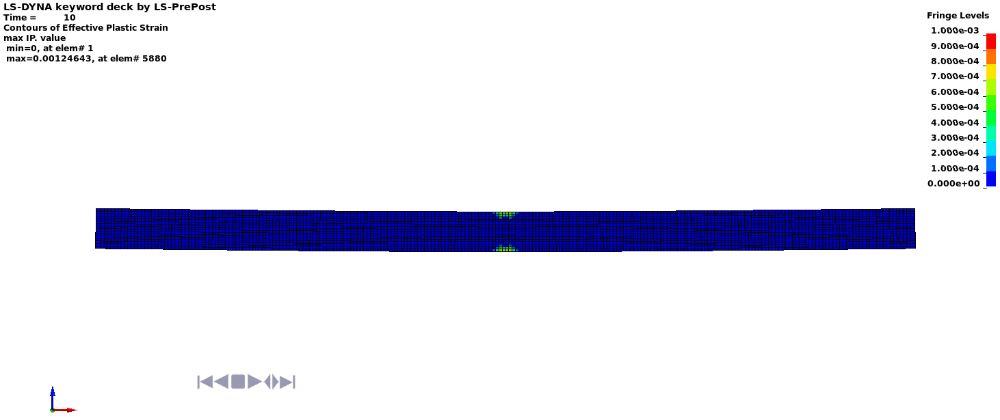 LS-DYNA keyword deck by LS-PrePost
Time = 10
Contours of Effective Plastic Strain
max IP. value
min=0, at elem# 1
max=0.00124643, at elem# 5880
Fringe Levels
1.000e-03
9.000e-04
8.000e-04
7.000e-04
6.000e-04
5.000e-04
4.000e-04
3.000e-04
2.000e-04
1.000e-04
0.000e+00